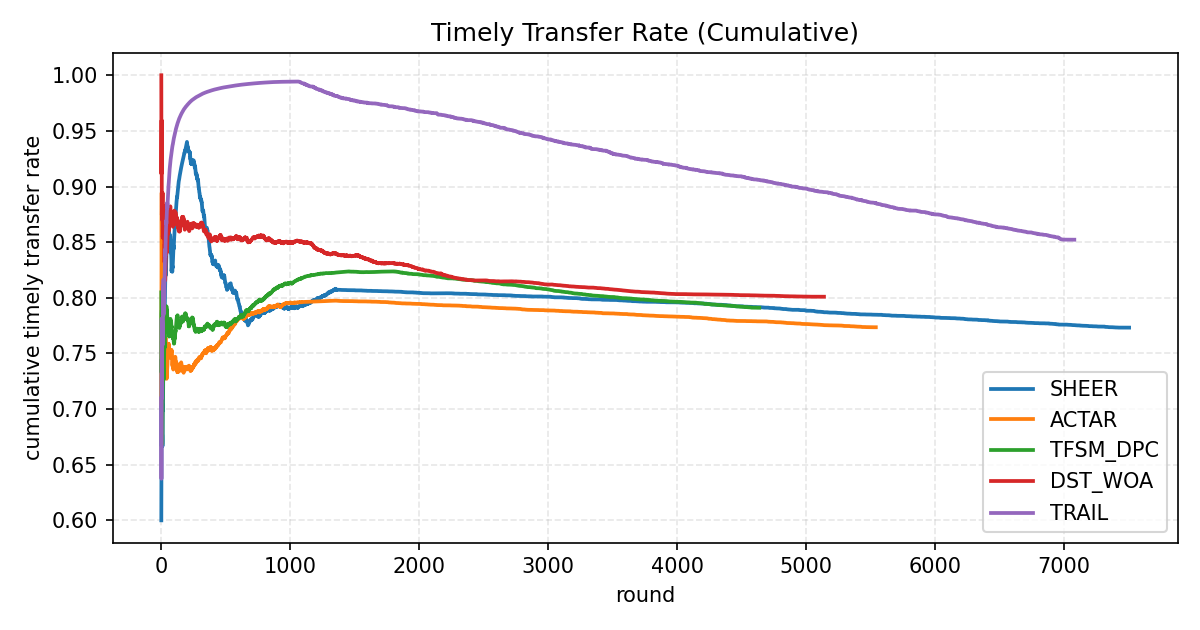 Timely Transfer Rate (Cumulative)
cumulative timely transfer rate
1.00
0.95
0.90
0.85
0.80
0.75
0.70
0.65
0.60
0 1000 2000 3000 4000 5000 6000 7000
round
SHEER
ACTAR
TFSM_DPC
DST_WOA
TRAIL